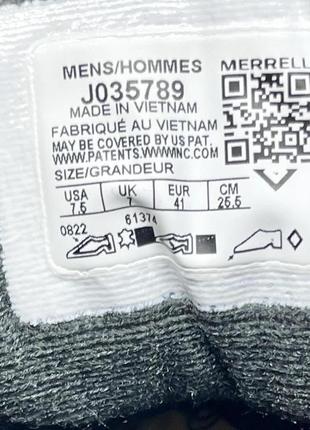 MENS/HOMMES MERRELL
J035789
MADE IN VIETNAM
FABRIQUÉ AU VIETNAM
MAY BE COVERED BY US PAT.
WWW.PATENTS.WWWINC.COM
SIZE/GRANDEUR
USA UK EUR CM
7.5 7 41 25.5
61374
0822